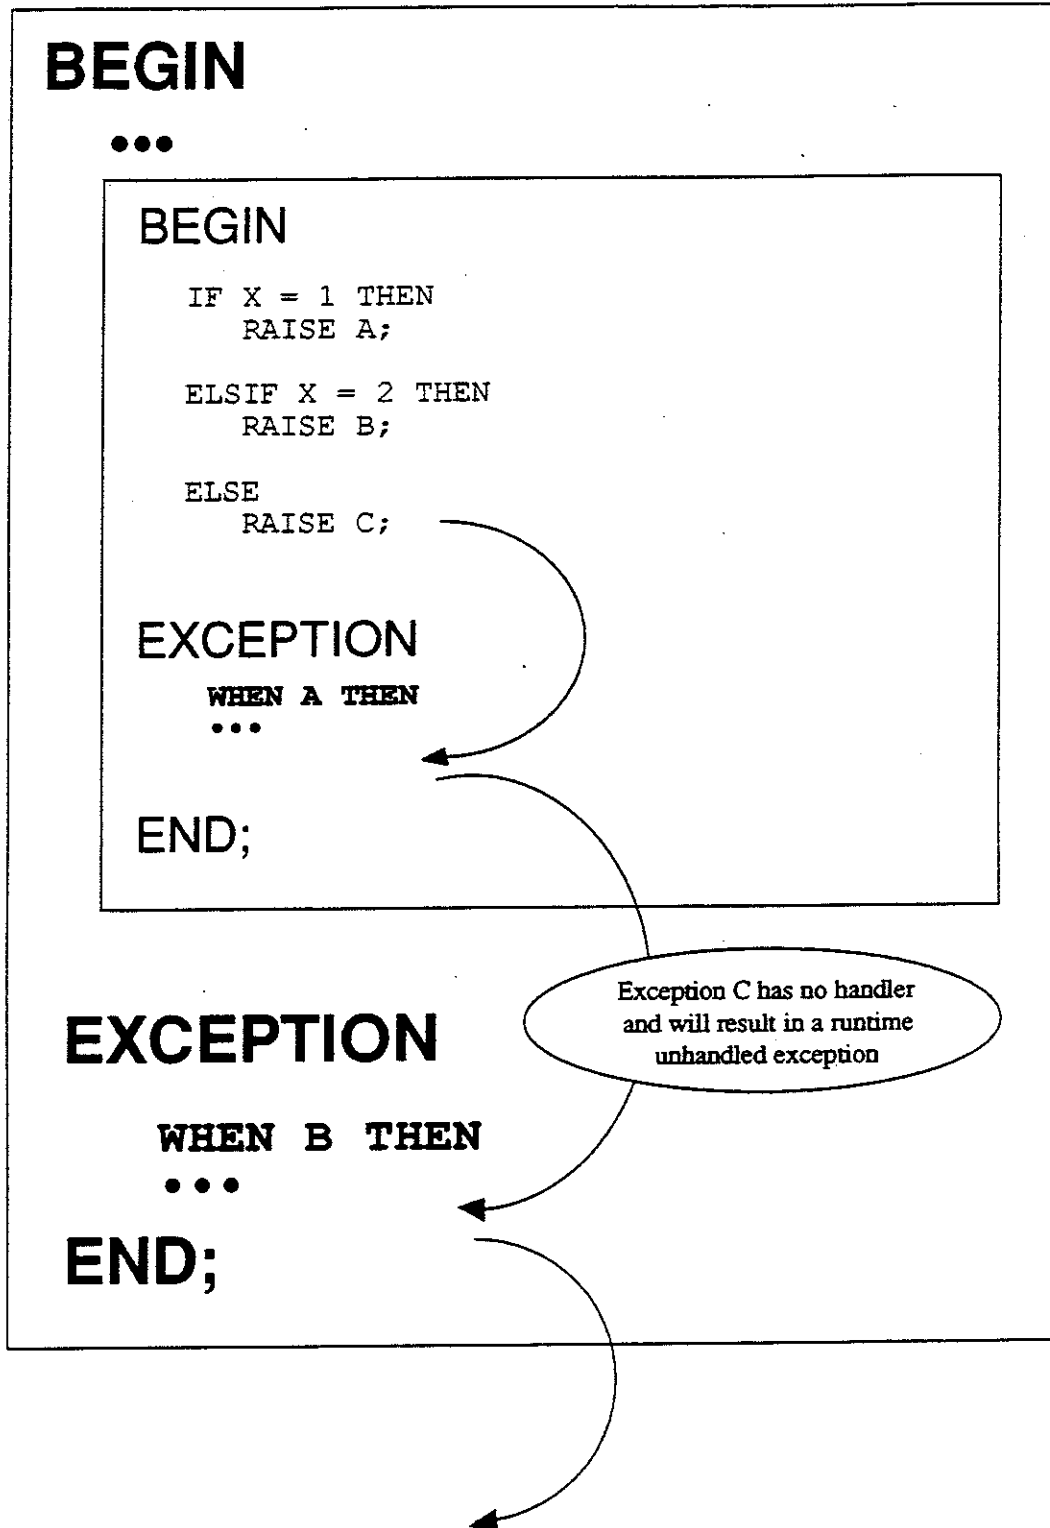 BEGIN
•••
BEGIN
IF X = 1 THEN
RAISE A;
ELSIF X = 2 THEN
RAISE B;
ELSE
RAISE C;
EXCEPTION
WHEN A THEN
•••
END;
Exception C has no handler
and will result in a runtime
unhandled exception
EXCEPTION
WHEN B THEN
•••
END;